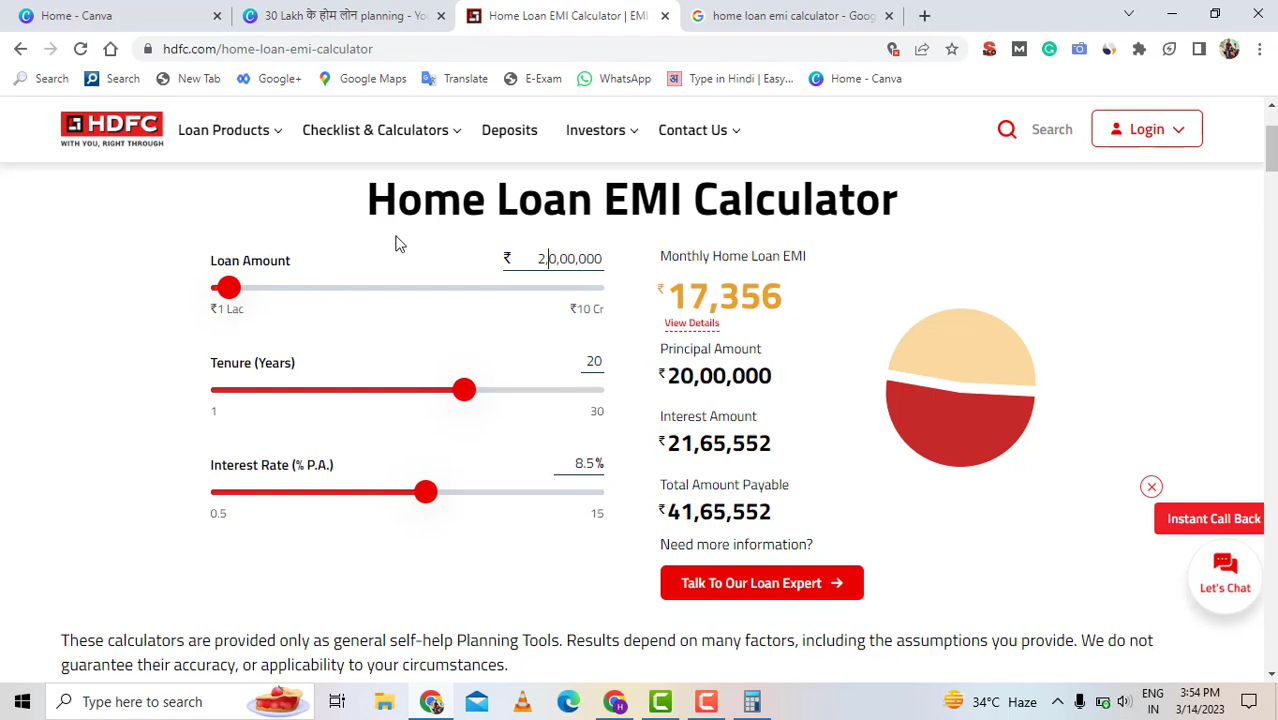 Home - Canva
30 Lakh के होम लोन planning - Yo
Home Loan EMI Calculator | EMI
home loan emi calculator - Goog
hdfc.com/home-loan-emi-calculator
Search
Search
New Tab
Google+
Google Maps
Translate
E-Exam
WhatsApp
Type in Hindi | Easy...
Home - Canva
HDFC
WITH YOU, RIGHT THROUGH
Loan Products
Checklist & Calculators
Deposits
Investors
Contact Us
Search
Login
Home Loan EMI Calculator
Loan Amount
₹ 2,0,00,000
₹1 Lac
₹10 Cr
Tenure (Years)
20
1
30
Interest Rate (% P.A.)
8.5%
0.5
15
Monthly Home Loan EMI
₹17,356
View Details
Principal Amount
₹20,00,000
Interest Amount
₹21,65,552
Total Amount Payable
₹41,65,552
Need more information?
Talk To Our Loan Expert
Instant Call Back
Let's Chat
These calculators are provided only as general self-help Planning Tools. Results depend on many factors, including the assumptions you provide. We do not
guarantee their accuracy, or applicability to your circumstances.
Type here to search
34°C Haze
ENG
IN
3:54 PM
3/14/2023